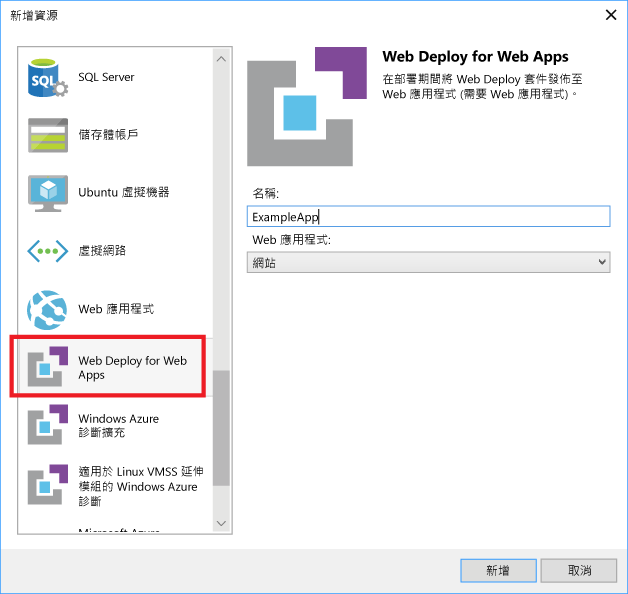 新增資源
SQL
SQL Server
儲存體帳戶
Ubuntu 虛擬機器
虛擬網路
Web 應用程式
Web Deploy for Web
Apps
Windows Azure
診斷擴充
適用於 Linux VMSS 延伸
模組的 Windows Azure
診斷
Microsoft Azure
Web Deploy for Web Apps
在部署期間將 Web Deploy 套件發佈至
Web 應用程式 (需要 Web 應用程式)。
名稱:
ExampleApp
Web 應用程式:
網站
新增
取消